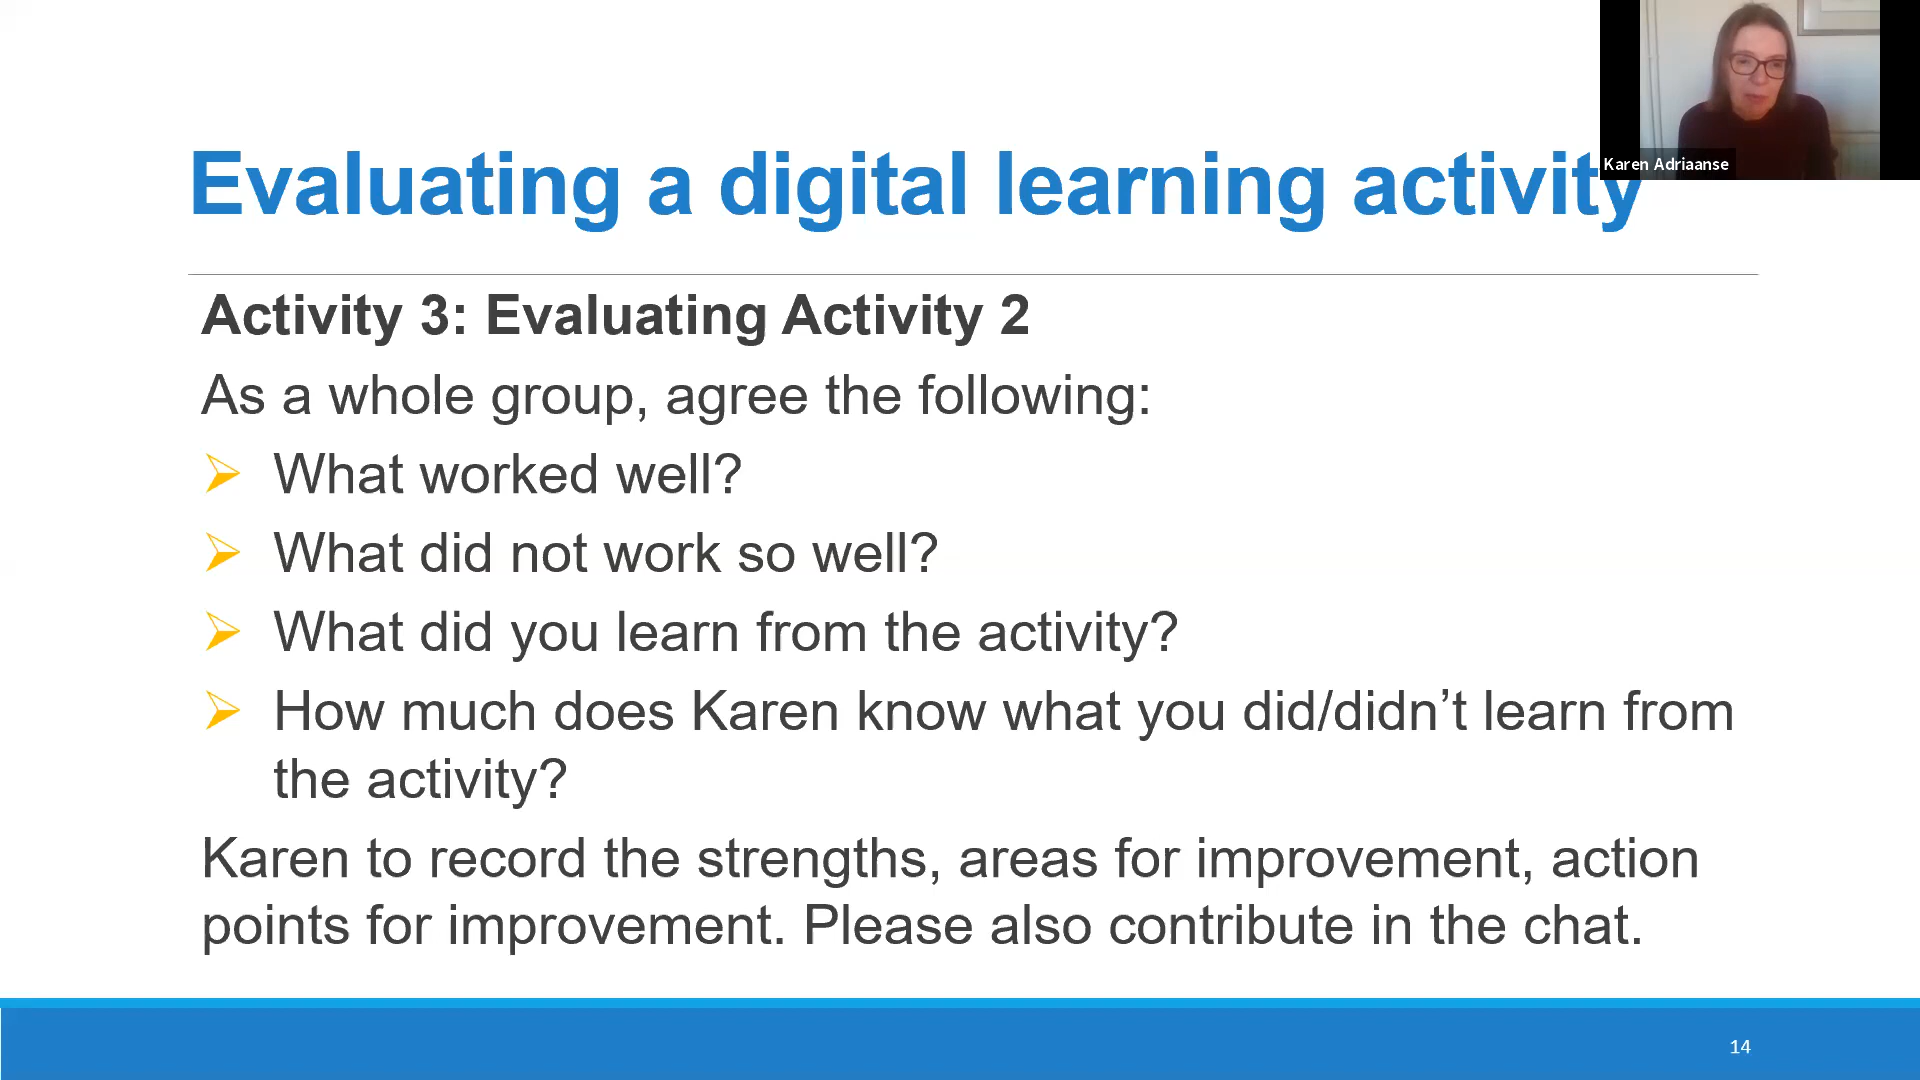 Evaluating a digital learning activity
Karen Adriaanse
Activity 3: Evaluating Activity 2
As a whole group, agree the following:
What worked well?
What did not work so well?
What did you learn from the activity?
How much does Karen know what you did/didn’t learn from
the activity?
Karen to record the strengths, areas for improvement, action
points for improvement. Please also contribute in the chat.
14